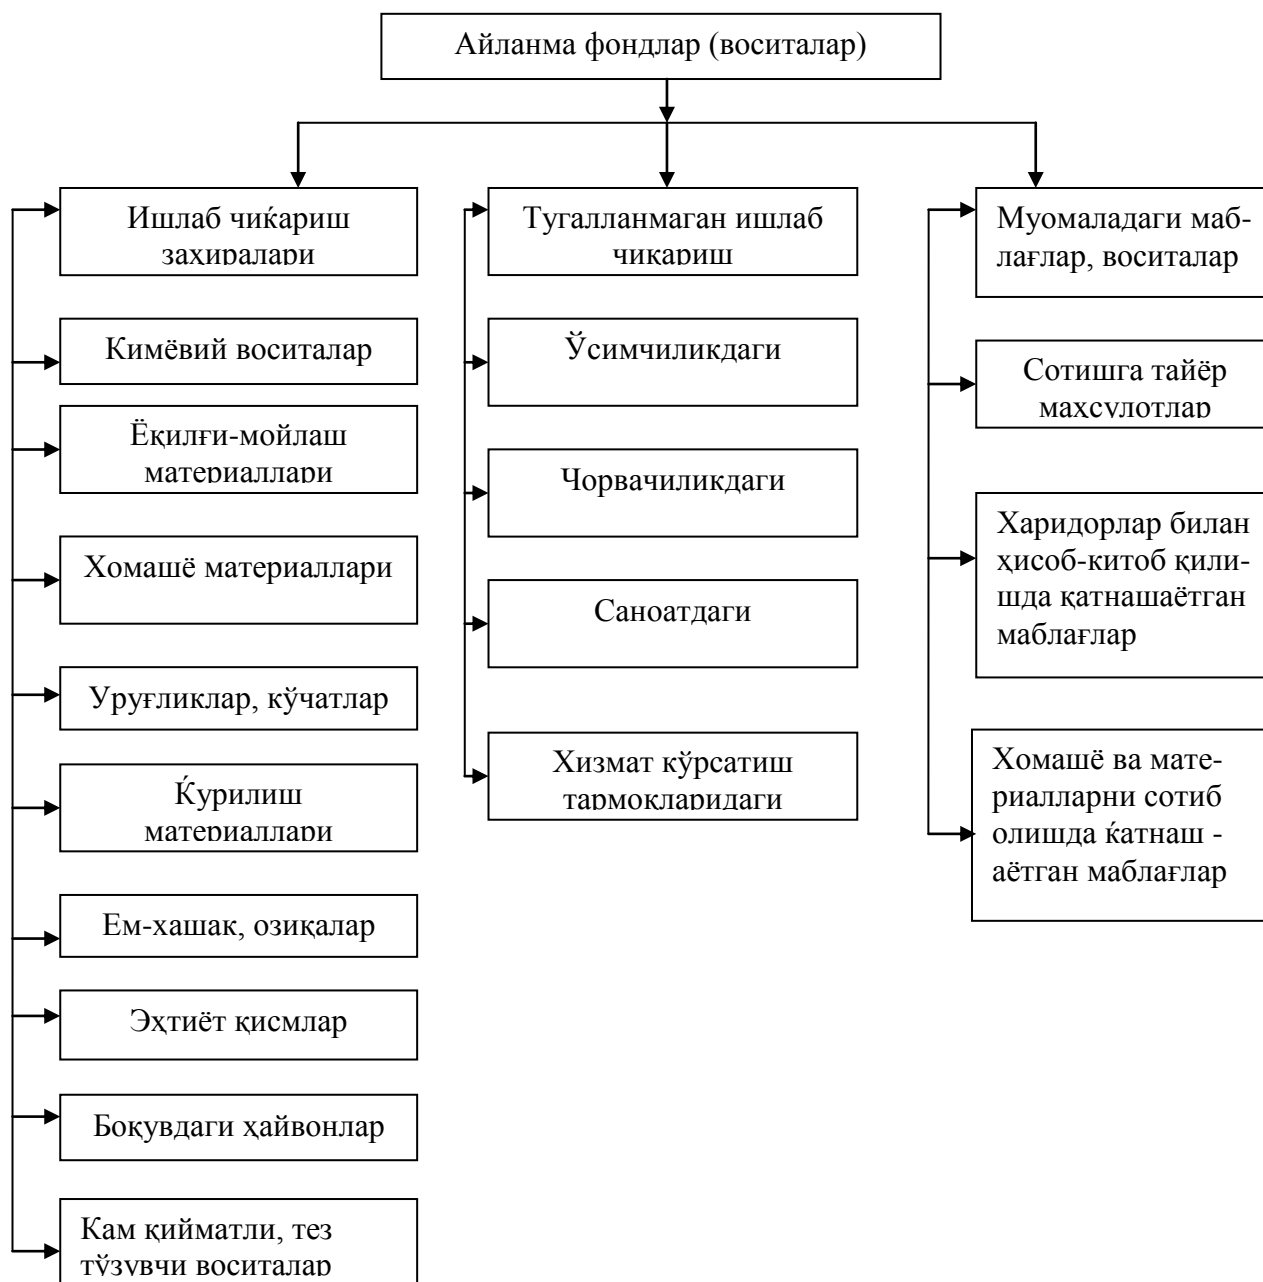 Айланма фондлар (воситалар)
Ишлаб чиќариш
захиралари
Кимёвий воситалар
Ёқилғи-мойлаш
материаллари
Хомашё материаллари
Уруғликлар, кўчатлар
Ќурилиш
материаллари
Ем-хашак, озиқалар
Эҳтиёт қисмлар
Боқувдаги ҳайвонлар
Кам қийматли, тез
тўзувчи воситалар
Тугалланмаган ишлаб
чиқариш
Ўсимчиликдаги
Чорвачиликдаги
Саноатдаги
Хизмат кўрсатиш
тармоқларидаги
Муомаладаги маб-
лағлар, воситалар
Сотишга тайёр
махсулотлар
Харидорлар билан
ҳисоб-китоб қили-
шда қатнашаётган
маблағлар
Хомашё ва мате-
риалларни сотиб
олишда ќатнаш -
аётган маблағлар